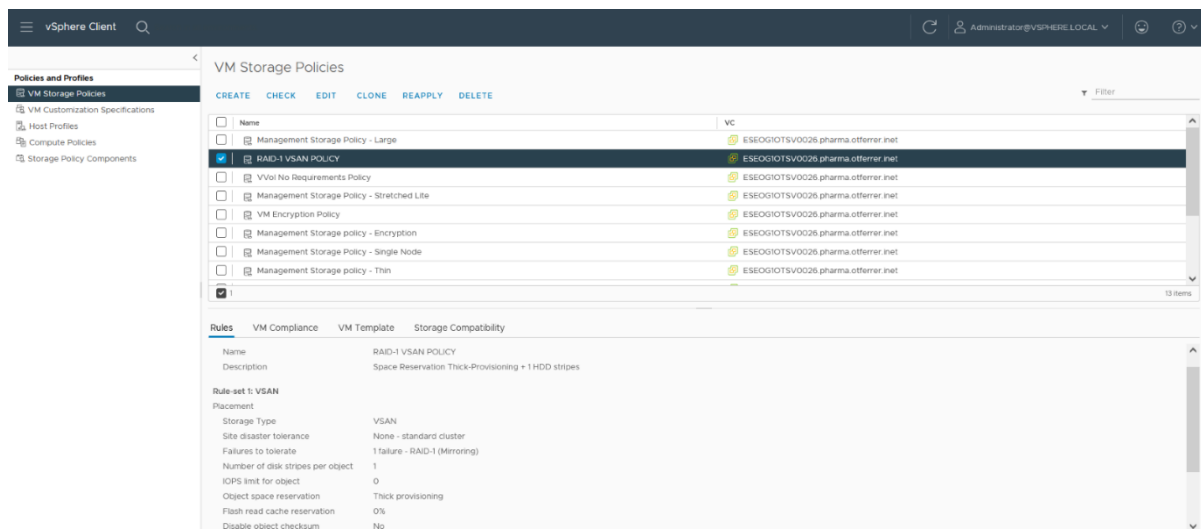 vSphere Client
Administrator@VSPHERE.LOCAL
Policies and Profiles
VM Storage Policies
VM Customization Specifications
Host Profiles
Compute Policies
Storage Policy Components
VM Storage Policies
CREATE CHECK EDIT CLONE REAPPLY DELETE
Filter
Name VC
Management Storage Policy - Large ESEOG1OTSV0026.pharma.otferrer.inet
RAID-1 VSAN POLICY ESEOG1OTSV0026.pharma.otferrer.inet
VVol No Requirements Policy ESEOG1OTSV0026.pharma.otferrer.inet
Management Storage Policy - Stretched Lite ESEOG1OTSV0026.pharma.otferrer.inet
VM Encryption Policy ESEOG1OTSV0026.pharma.otferrer.inet
Management Storage policy - Encryption ESEOG1OTSV0026.pharma.otferrer.inet
Management Storage Policy - Single Node ESEOG1OTSV0026.pharma.otferrer.inet
Management Storage policy - Thin ESEOG1OTSV0026.pharma.otferrer.inet
1 13 items
Rules VM Compliance VM Template Storage Compatibility
Name RAID-1 VSAN POLICY
Description Space Reservation Thick-Provisioning + 1 HDD stripes
Rule-set 1: VSAN
Placement
Storage Type VSAN
Site disaster tolerance None - standard cluster
Failures to tolerate 1 failure - RAID-1 (Mirroring)
Number of disk stripes per object 1
IOPS limit for object 0
Object space reservation Thick provisioning
Flash read cache reservation 0%
Disable object checksum No